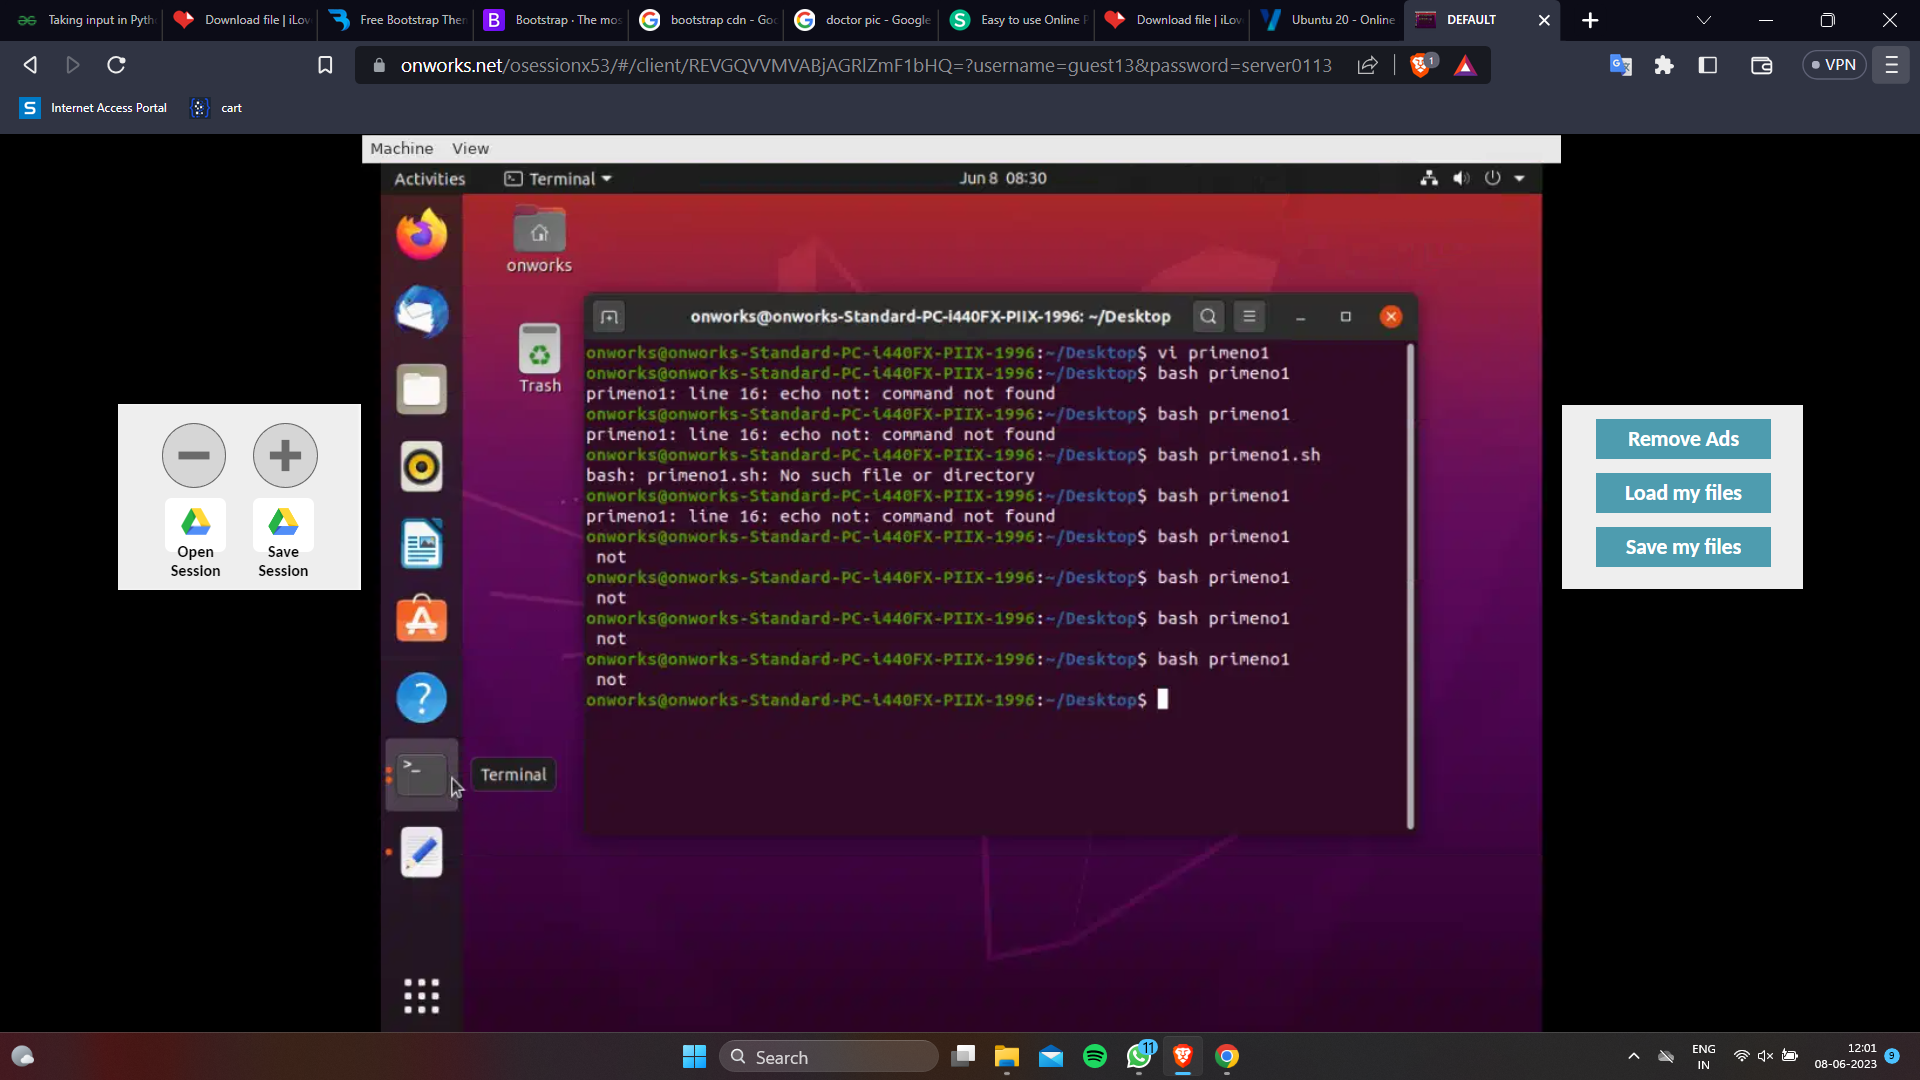 Taking input in Pyth
Download file | iLov
Free Bootstrap Then
Bootstrap · The mos
bootstrap cdn - Goo
doctor pic - Google
Easy to use Online P
Download file | iLov
Ubuntu 20 - Online
DEFAULT
onworks.net/osessionx53/#/client/REVGQVVMVABjAGRlZmF1bHQ=?username=guest13&password=server0113
1
VPN
Internet Access Portal
cart
Machine View
Activities
Terminal
Jun 8 08:30
onworks
Trash
onworks@onworks-Standard-PC-i440FX-PIIX-1996: ~/Desktop
onworks@onworks-Standard-PC-i440FX-PIIX-1996:~/Desktop$ vi primeno1
onworks@onworks-Standard-PC-i440FX-PIIX-1996:~/Desktop$ bash primeno1
primeno1: line 16: echo not: command not found
onworks@onworks-Standard-PC-i440FX-PIIX-1996:~/Desktop$ bash primeno1
primeno1: line 16: echo not: command not found
onworks@onworks-Standard-PC-i440FX-PIIX-1996:~/Desktop$ bash primeno1.sh
bash: primeno1.sh: No such file or directory
onworks@onworks-Standard-PC-i440FX-PIIX-1996:~/Desktop$ bash primeno1
primeno1: line 16: echo not: command not found
onworks@onworks-Standard-PC-i440FX-PIIX-1996:~/Desktop$ bash primeno1
not
onworks@onworks-Standard-PC-i440FX-PIIX-1996:~/Desktop$ bash primeno1
not
onworks@onworks-Standard-PC-i440FX-PIIX-1996:~/Desktop$ bash primeno1
not
onworks@onworks-Standard-PC-i440FX-PIIX-1996:~/Desktop$ bash primeno1
not
onworks@onworks-Standard-PC-i440FX-PIIX-1996:~/Desktop$
Terminal
Open
Session
Save
Session
Remove Ads
Load my files
Save my files
Search
11
ENG
IN
12:01
08-06-2023
9